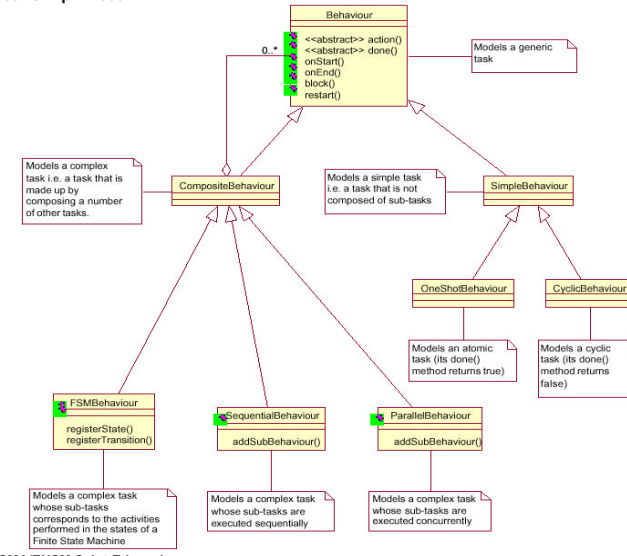 Behaviour
<<abstract>> action()
<<abstract>> done()
onStart()
onEnd()
block()
restart()
0..*
Models a generic
task
Models a complex
task i.e. a task that is
made up by
composing a number
of other tasks.
CompositeBehaviour
Models a simple task
i.e. a task that is not
composed of sub-tasks
SimpleBehaviour
OneShotBehaviour
CyclicBehaviour
Models an atomic
task (its done()
method returns true)
Models a cyclic
task (its done()
method returns
false)
FSMBehaviour
registerState()
registerTransition()
SequentialBehaviour
addSubBehaviour()
ParallelBehaviour
addSubBehaviour()
Models a complex task
whose sub-tasks
corresponds to the activities
performed in the states of a
Finite State Machine
Models a complex task
whose sub-tasks are
executed sequentially
Models a complex task
whose sub-tasks are
executed concurrently